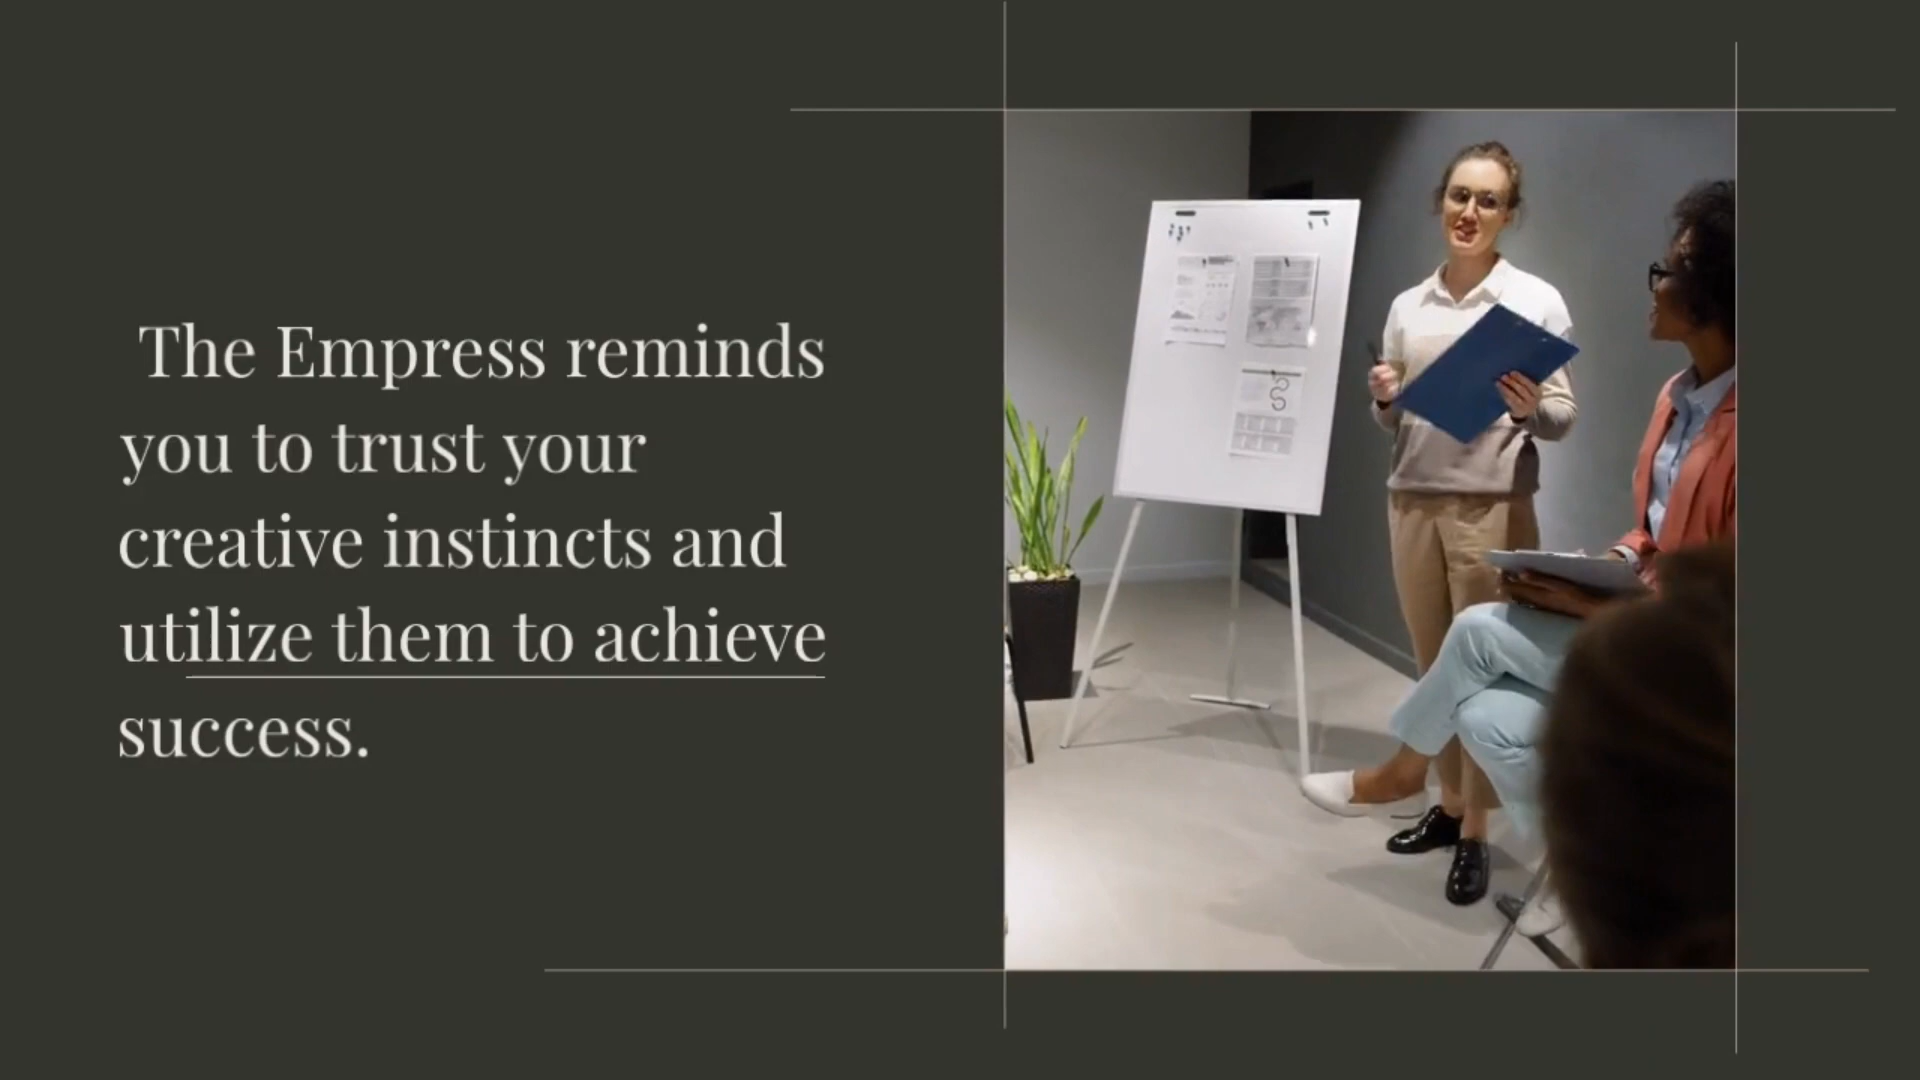 The Empress reminds
you to trust your
creative instincts and
utilize them to achieve
success.